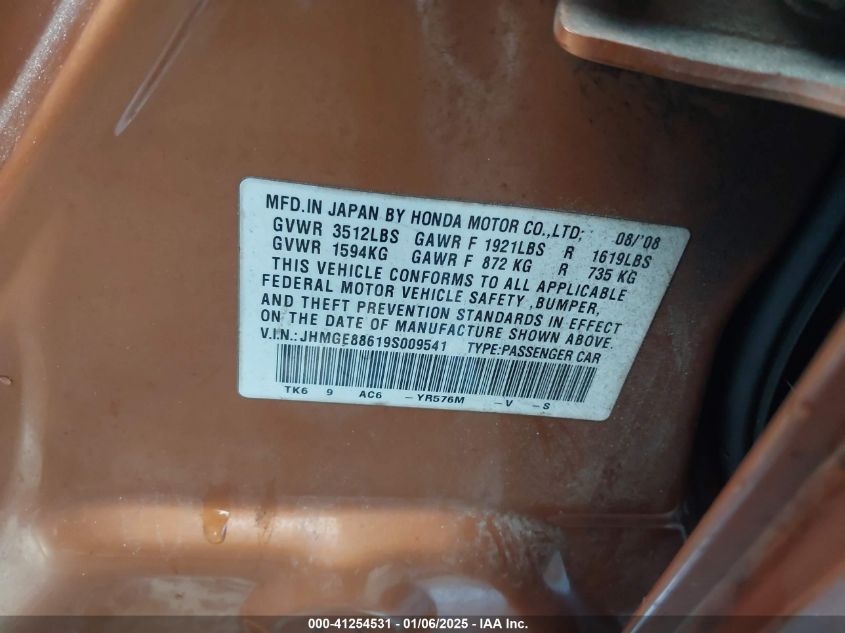 MFD.IN JAPAN BY HONDA MOTOR CO.,LTD; 08/'08
GVWR 3512LBS GAWR F 1921LBS R 1619LBS
GVWR 1594KG GAWR F 872 KG R 735 KG
THIS VEHICLE CONFORMS TO ALL APPLICABLE
FEDERAL MOTOR VEHICLE SAFETY ,BUMPER,
AND THEFT PREVENTION STANDARDS IN EFFECT
ON THE DATE OF MANUFACTURE SHOWN ABOVE.
V.I.N.: JHMGE88619S009541 TYPE:PASSENGER CAR
TK6 9 AC6 -YR576M -V -S
000-41254531 - 01/06/2025 - IAA Inc.